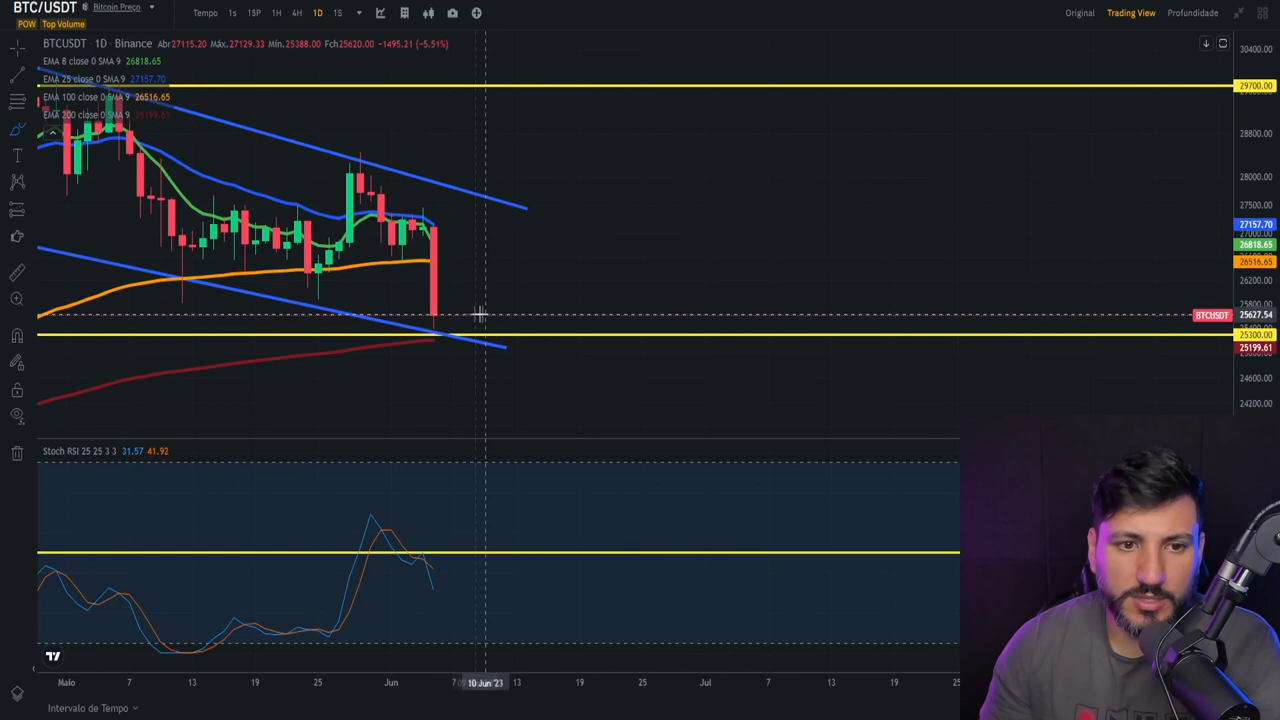 BTC/USDT Bitcoin Preço
POW Top Volume
Tempo 1s 15P 1H 4H 1D 1S
Original Trading View Profundidade
BTCUSDT · 1D · Binance Abr27115.20 Máx.27129.33 Mín.25388.00 Fch25620.00 −1495.21 (−5.51%)
EMA 8 close 0 SMA 9 26818.65
EMA 25 close 0 SMA 9 27157.70
EMA 100 close 0 SMA 9 26516.65
EMA 200 close 0 SMA 9 25199.61
30400.00
29700.00
28800.00
28000.00
27500.00
27157.70
27000.00
26818.65
26516.65
26200.00
25800.00
BTCUSDT 25627.54
25300.00
25199.61
24600.00
24200.00
Stoch RSI 25 25 3 3 31.57 41.92
Maio 7 13 19 25 Jun 7 10 Jun '23 13 19 25 Jul 7 13 19 25
Intervalo de Tempo